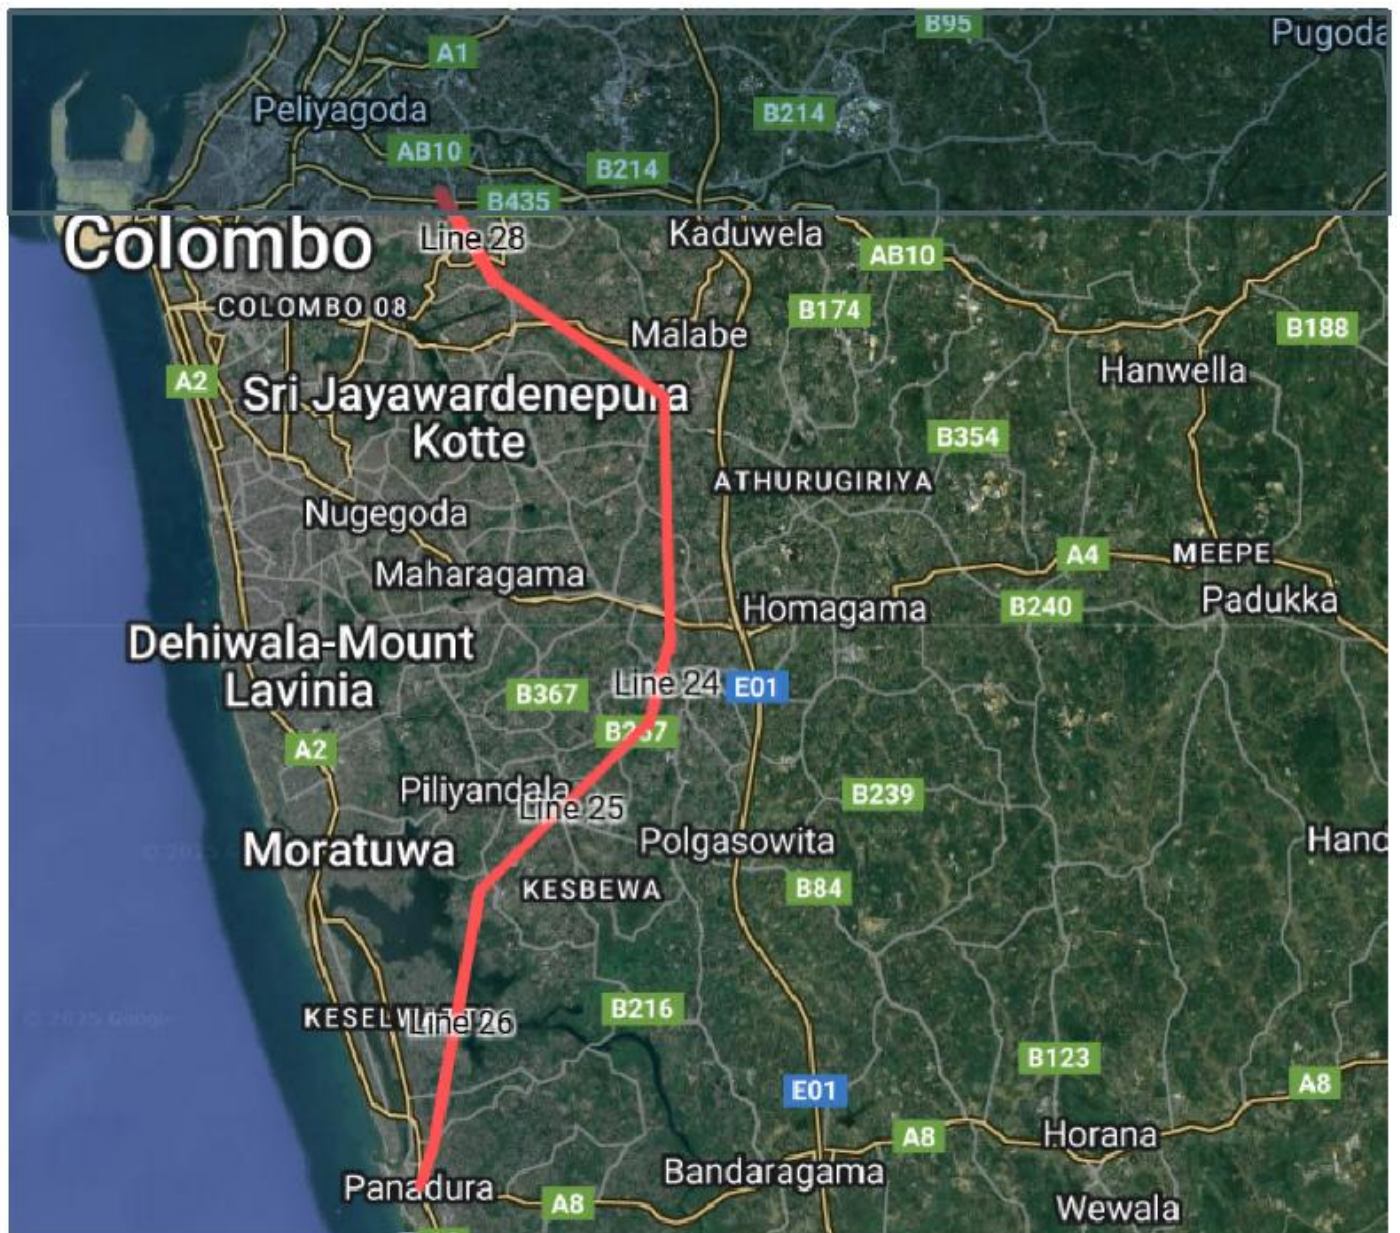 B95
Pugoda
A1
Peliyagoda
B214
AB10
B214
B435
Colombo
Line 28
Kaduwela
AB10
COLOMBO 08
B174
Malabe
B188
A2
Hanwella
Sri Jayawardenepura
Kotte
B354
ATHURUGIRIYA
Nugegoda
A4
MEEPE
Maharagama
Homagama
B240
Padukka
Dehiwala-Mount
Lavinia
Line 24
E01
B367
B367
A2
Piliyandala
Line 25
B239
Moratuwa
Polgasowita
Hand
KESBEWA
B84
KESELWATTA
Line 26
B216
B123
E01
A8
A8
Horana
Panadura
Bandaragama
A8
Wewala